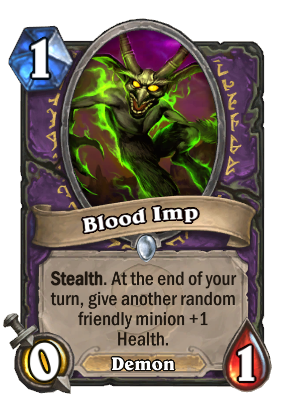 1
Blood Imp
Stealth. At the end of your
turn, give another random
friendly minion +1
Health.
0
Demon
1